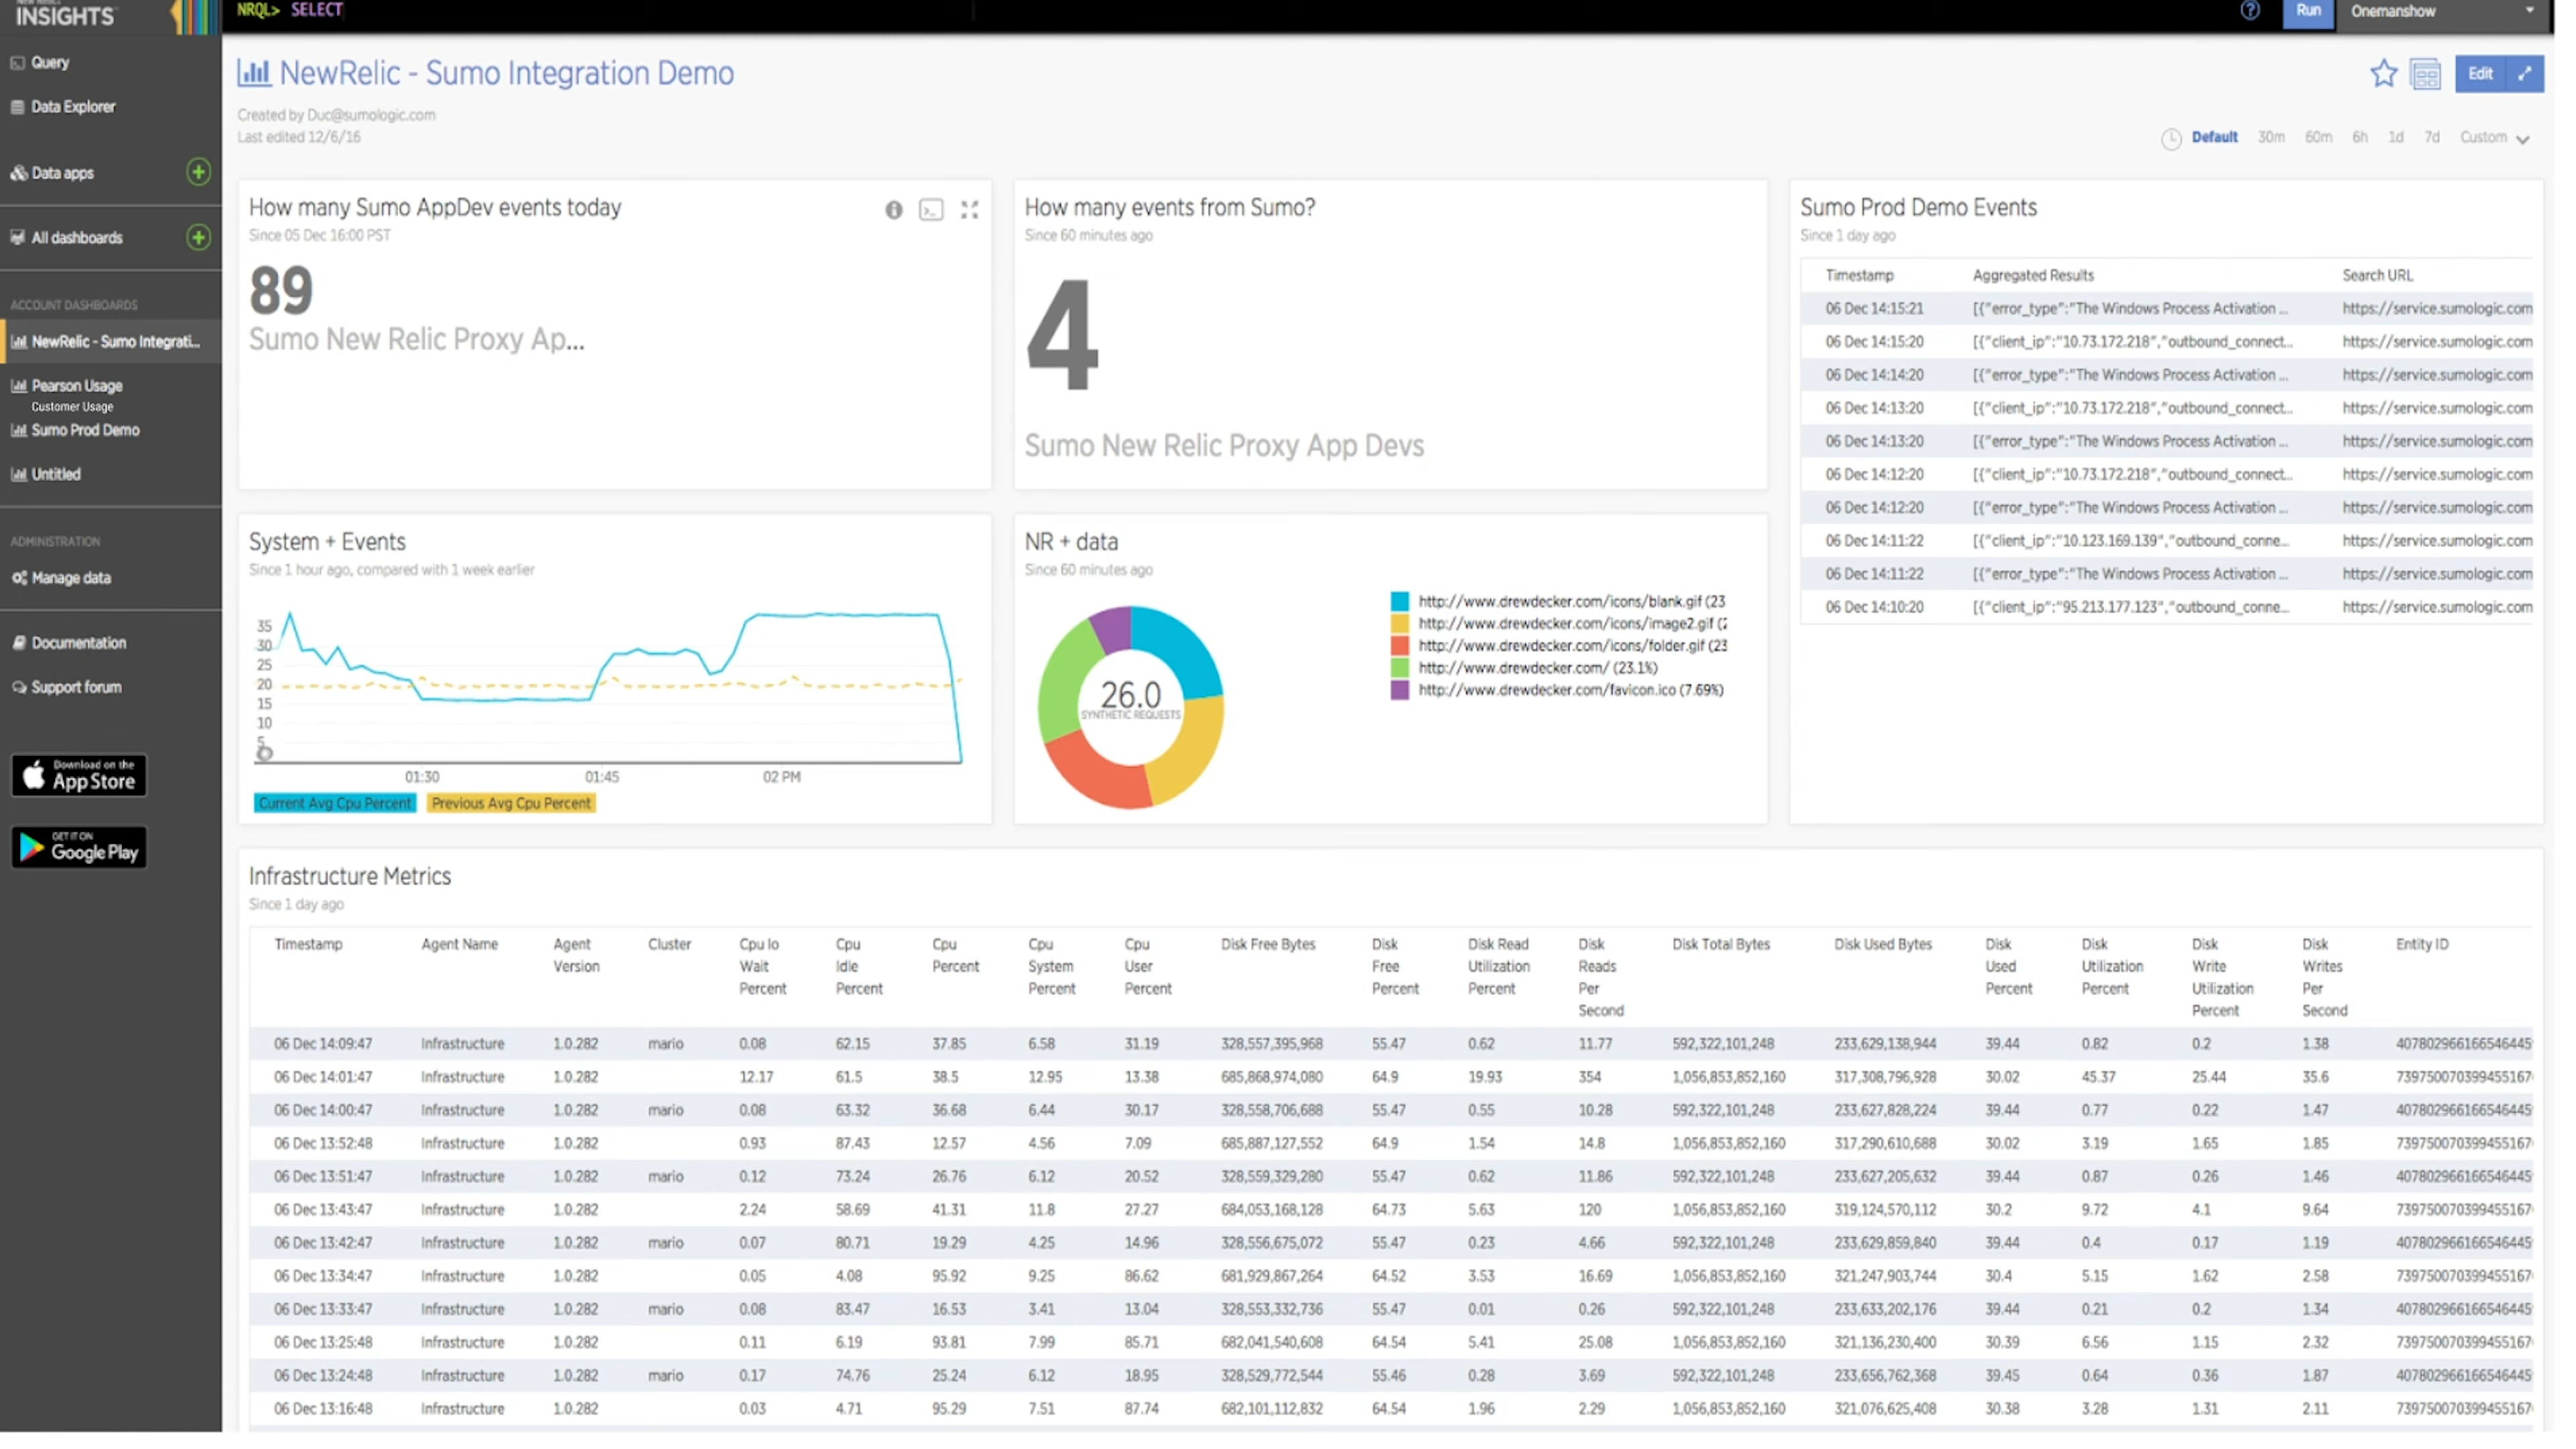 INSIGHTS
NRQL> SELECT
Run
Onemanshow
Query
Data Explorer
Data apps
All dashboards
ACCOUNT DASHBOARDS
NewRelic - Sumo Integrati...
Pearson Usage
Customer Usage
Sumo Prod Demo
Untitled
ADMINISTRATION
Manage data
Documentation
Support forum
Download on the
App Store
GET IT ON
Google Play
NewRelic - Sumo Integration Demo
Created by Duc@sumologic.com
Last edited 12/6/16
Edit
Default 30m 60m 6h 1d 7d Custom
How many Sumo AppDev events today
Since 05 Dec 16:00 PST
89
Sumo New Relic Proxy Ap...
How many events from Sumo?
Since 60 minutes ago
4
Sumo New Relic Proxy App Devs
Sumo Prod Demo Events
Since 1 day ago
Timestamp Aggregated Results Search URL
06 Dec 14:15:21 [{"error_type":"The Windows Process Activation ... https://service.sumologic.com
06 Dec 14:15:20 [{"client_ip":"10.73.172.218","outbound_connect... https://service.sumologic.com
06 Dec 14:14:20 [{"error_type":"The Windows Process Activation ... https://service.sumologic.com
06 Dec 14:13:20 [{"client_ip":"10.73.172.218","outbound_connect... https://service.sumologic.com
06 Dec 14:13:20 [{"error_type":"The Windows Process Activation ... https://service.sumologic.com
06 Dec 14:12:20 [{"client_ip":"10.73.172.218","outbound_connect... https://service.sumologic.com
06 Dec 14:12:20 [{"error_type":"The Windows Process Activation ... https://service.sumologic.com
06 Dec 14:11:22 [{"client_ip":"10.123.169.139","outbound_conne... https://service.sumologic.com
06 Dec 14:11:22 [{"error_type":"The Windows Process Activation ... https://service.sumologic.com
06 Dec 14:10:20 [{"client_ip":"95.213.177.123","outbound_conne... https://service.sumologic.com
System + Events
Since 1 hour ago, compared with 1 week earlier
35
30
25
20
15
10
5
01:30 01:45 02 PM
Current Avg Cpu Percent Previous Avg Cpu Percent
NR + data
Since 60 minutes ago
26.0
SYNTHETIC REQUESTS
http://www.drewdecker.com/icons/blank.gif (23
http://www.drewdecker.com/icons/image2.gif (2
http://www.drewdecker.com/icons/folder.gif (23
http://www.drewdecker.com/ (23.1%)
http://www.drewdecker.com/favicon.ico (7.69%)
Infrastructure Metrics
Since 1 day ago
Timestamp Agent Name Agent Version Cluster Cpu Io Wait Percent Cpu Idle Percent Cpu Percent Cpu System Percent Cpu User Percent Disk Free Bytes Disk Free Percent Disk Read Utilization Percent Disk Reads Per Second Disk Total Bytes Disk Used Bytes Disk Used Percent Disk Utilization Percent Disk Write Utilization Percent Disk Writes Per Second Entity ID
06 Dec 14:09:47 Infrastructure 1.0.282 mario 0.08 62.15 37.85 6.58 31.19 328,557,395,968 55.47 0.62 11.77 592,322,101,248 233,629,138,944 39.44 0.82 0.2 1.38 407802966166546445
06 Dec 14:01:47 Infrastructure 1.0.282 12.17 61.5 38.5 12.95 13.38 685,868,974,080 64.9 19.93 354 1,056,853,852,160 317,308,796,928 30.02 45.37 25.44 35.6 739750070399455167
06 Dec 14:00:47 Infrastructure 1.0.282 mario 0.08 63.32 36.68 6.44 30.17 328,558,706,688 55.47 0.55 10.28 592,322,101,248 233,627,828,224 39.44 0.77 0.22 1.47 407802966166546445
06 Dec 13:52:48 Infrastructure 1.0.282 0.93 87.43 12.57 4.56 7.09 685,887,127,552 64.9 1.54 14.8 1,056,853,852,160 317,290,610,688 30.02 3.19 1.65 1.85 739750070399455167
06 Dec 13:51:47 Infrastructure 1.0.282 mario 0.12 73.24 26.76 6.12 20.52 328,559,329,280 55.47 0.62 11.86 592,322,101,248 233,627,205,632 39.44 0.87 0.26 1.46 407802966166546445
06 Dec 13:43:47 Infrastructure 1.0.282 2.24 58.69 41.31 11.8 27.27 684,053,168,128 64.73 5.63 120 1,056,853,852,160 319,124,570,112 30.2 9.72 4.1 9.64 739750070399455167
06 Dec 13:42:47 Infrastructure 1.0.282 mario 0.07 80.71 19.29 4.25 14.96 328,556,675,072 55.47 0.23 4.66 592,322,101,248 233,629,859,840 39.44 0.4 0.17 1.19 407802966166546445
06 Dec 13:34:47 Infrastructure 1.0.282 0.05 4.08 95.92 9.25 86.62 681,929,867,264 64.52 3.53 16.69 1,056,853,852,160 321,247,903,744 30.4 5.15 1.62 2.58 739750070399455167
06 Dec 13:33:47 Infrastructure 1.0.282 mario 0.08 83.47 16.53 3.41 13.04 328,553,332,736 55.47 0.01 0.26 592,322,101,248 233,633,202,176 39.44 0.21 0.2 1.34 407802966166546445
06 Dec 13:25:48 Infrastructure 1.0.282 0.11 6.19 93.81 7.99 85.71 682,041,540,608 64.54 5.41 25.08 1,056,853,852,160 321,136,230,400 30.39 6.56 1.15 2.32 739750070399455167
06 Dec 13:24:48 Infrastructure 1.0.282 mario 0.17 74.76 25.24 6.12 18.95 328,529,772,544 55.46 0.28 3.69 592,322,101,248 233,656,762,368 39.45 0.64 0.36 1.87 407802966166546445
06 Dec 13:16:48 Infrastructure 1.0.282 0.03 4.71 95.29 7.51 87.74 682,101,112,832 64.54 1.96 2.29 1,056,853,852,160 321,076,625,408 30.38 3.28 1.31 2.11 739750070399455167